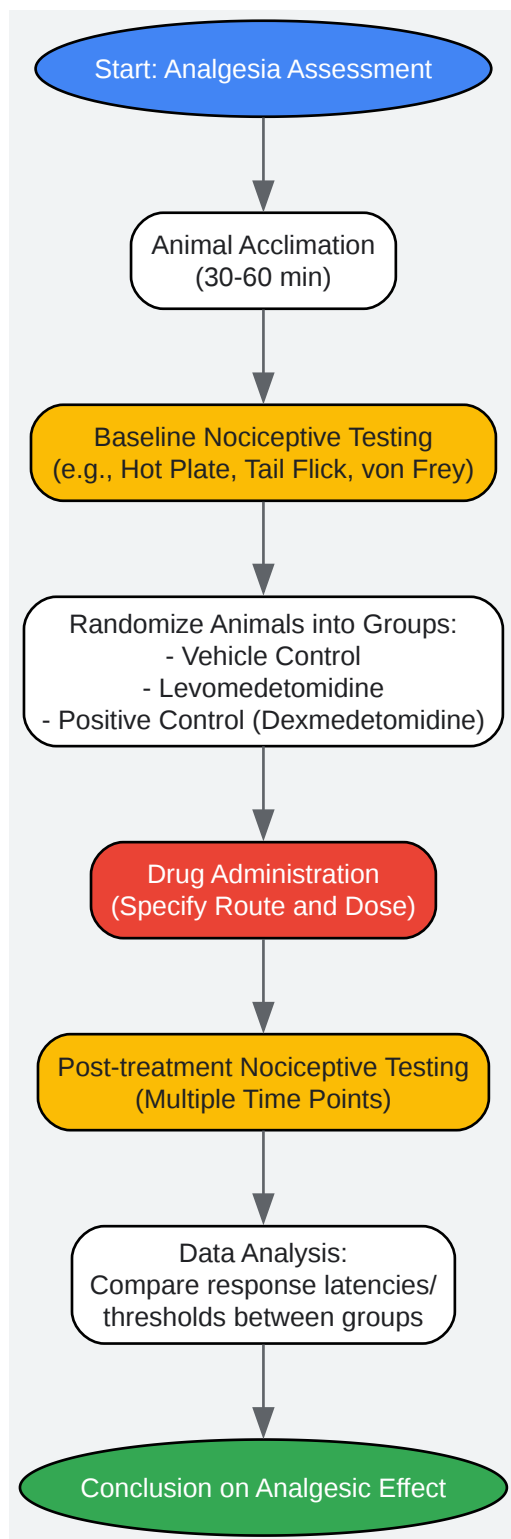 Start: Analgesia Assessment
Animal Acclimation
(30-60 min)
Baseline Nociceptive Testing
(e.g., Hot Plate, Tail Flick, von Frey)
Randomize Animals into Groups:
- Vehicle Control
- Levomedetomidine
- Positive Control (Dexmedetomidine)
Drug Administration
(Specify Route and Dose)
Post-treatment Nociceptive Testing
(Multiple Time Points)
Data Analysis:
Compare response latencies/
thresholds between groups
Conclusion on Analgesic Effect